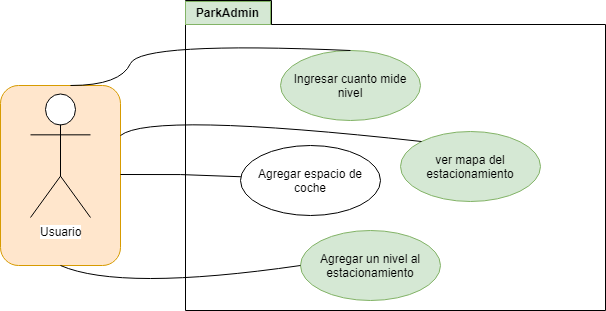 ParkAdmin
Ingresar cuanto mide
nivel
ver mapa del
estacionamiento
Agregar espacio de
coche
Usuario
Agregar un nivel al
estacionamiento